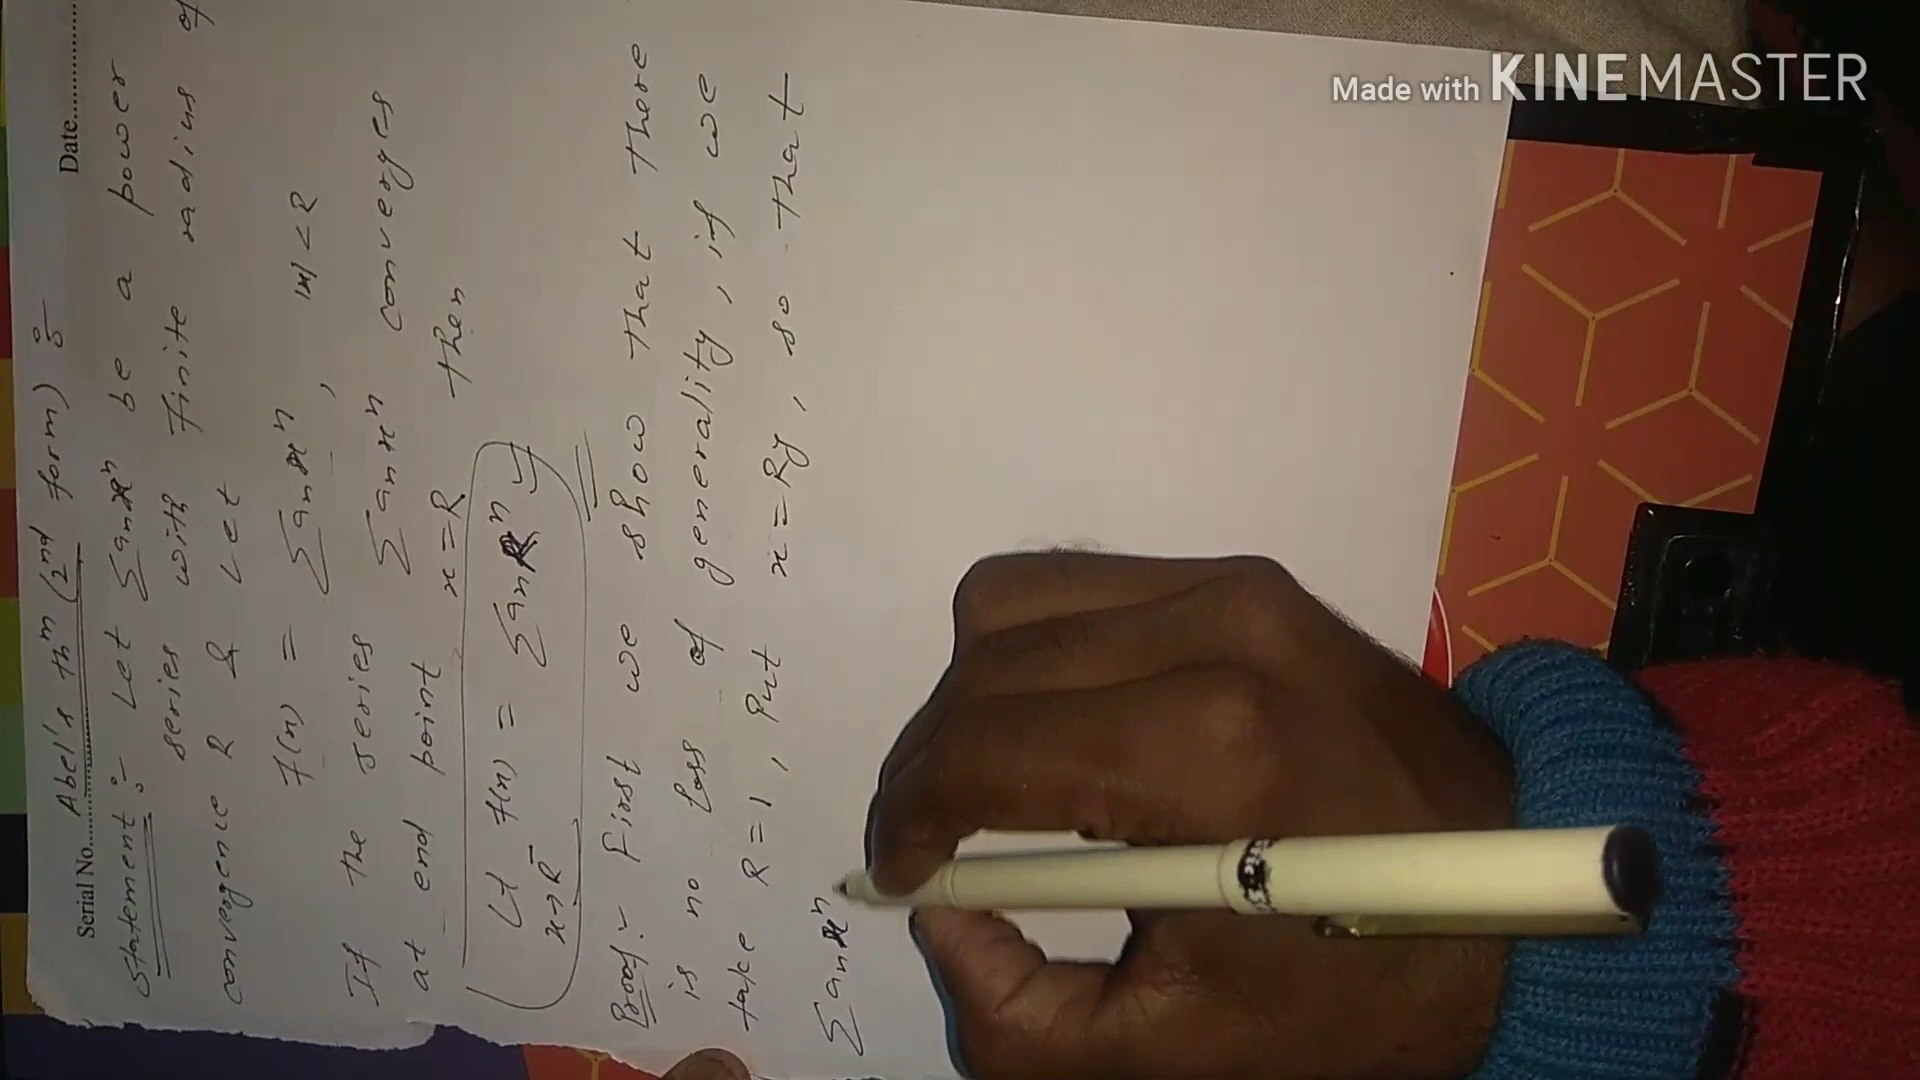 Serial No........ Date..........
Abel's thm (2nd form) :-
Statement :- Let Σanxn be a power
series with finite radius of
convergence R & Let
f(x) = Σanxn , |x| < R
If the series Σanxn converges
at end point x = R then
Lt f(x) = ΣanRn
x→R-
Proof :- First we show that there
is no loss of generality, if we
take R = 1, Put x = Ry, so that
Σanxn
Made with KINEMASTER